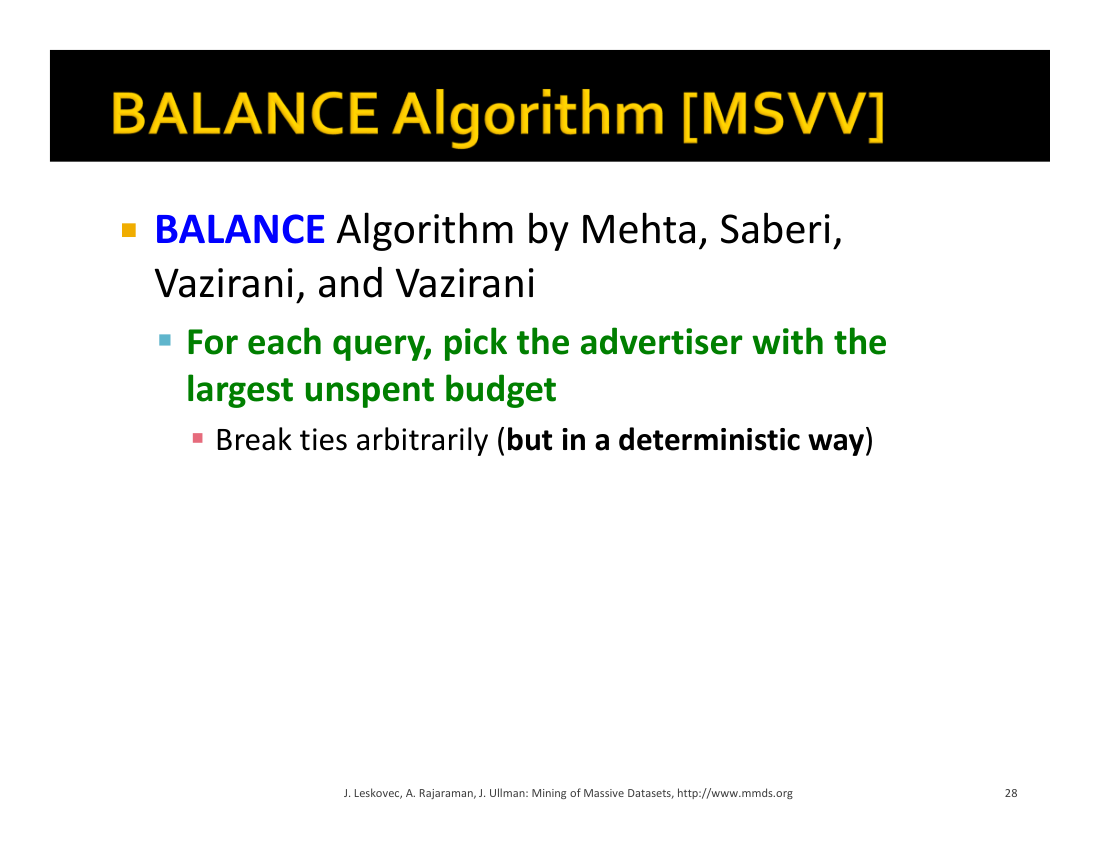 BALANCE Algorithm [MSVV]
BALANCE Algorithm by Mehta, Saberi,
Vazirani, and Vazirani
For each query, pick the advertiser with the
largest unspent budget
Break ties arbitrarily (but in a deterministic way)
J. Leskovec, A. Rajaraman, J. Ullman: Mining of Massive Datasets, http://www.mmds.org
28